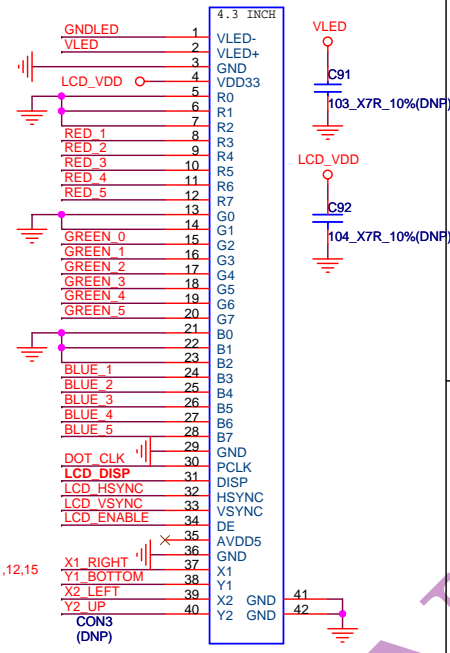 4.3 INCH
GNDLED 1 VLED-
VLED 2 VLED+
3 GND
LCD_VDD 4 VDD33
5 R0
6 R1
7 R2
RED_1 8 R3
RED_2 9 R4
RED_3 10 R5
RED_4 11 R6
RED_5 12 R7
13 G0
14 G1
GREEN_0 15 G2
GREEN_1 16 G3
GREEN_2 17 G4
GREEN_3 18 G5
GREEN_4 19 G6
GREEN_5 20 G7
21 B0
22 B1
23 B2
BLUE_1 24 B3
BLUE_2 25 B4
BLUE_3 26 B5
BLUE_4 27 B6
BLUE_5 28 B7
29 GND
DOT_CLK 30 PCLK
LCD_DISP 31 DISP
LCD_HSYNC 32 HSYNC
LCD_VSYNC 33 VSYNC
LCD_ENABLE 34 DE
35 AVDD5
36 GND
,12,15 X1_RIGHT 37 X1
Y1_BOTTOM 38 Y1
X2_LEFT 39 X2 GND 41
Y2_UP 40 Y2 GND 42
CON3
(DNP)
VLED
C91
103_X7R_10%(DNP)
LCD_VDD
C92
104_X7R_10%(DNP)